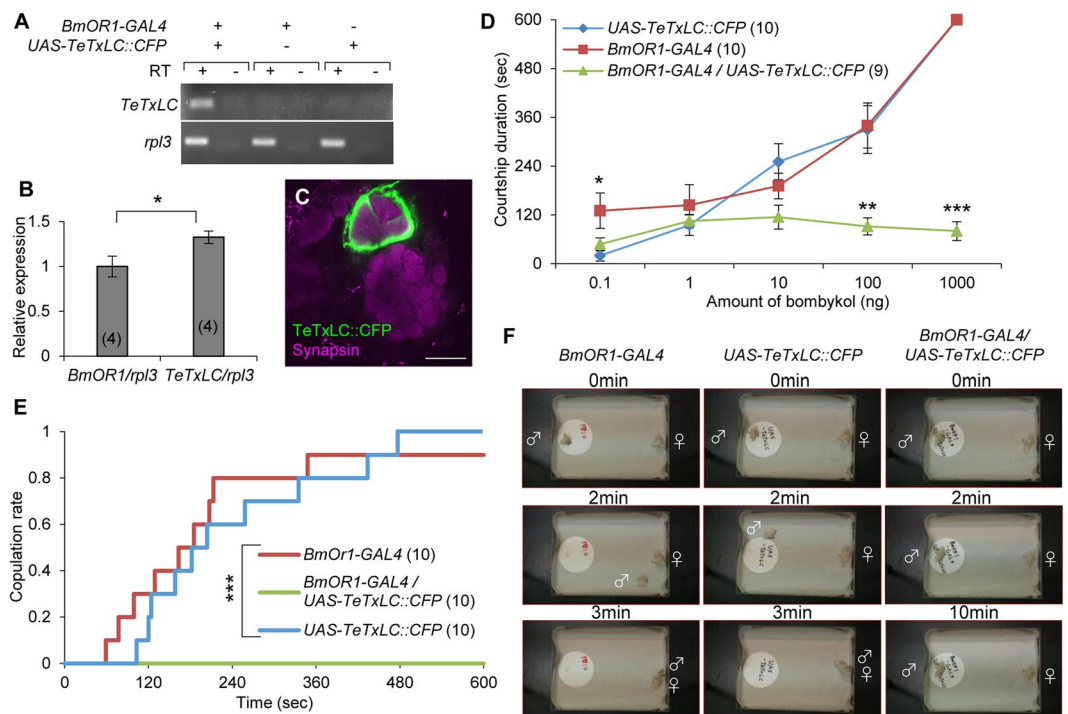 A
BmOR1-GAL4 + + -
UAS-TeTxLC::CFP + - +
RT + - + - + -
TeTxLC
rpl3
B
*
Relative expression
1.5
1
0.5
0
(4)
(4)
BmOR1/rpl3 TeTxLC/rpl3
C
TeTxLC::CFP
Synapsin
D
UAS-TeTxLC::CFP (10)
BmOR1-GAL4 (10)
BmOR1-GAL4 / UAS-TeTxLC::CFP (9)
Courtship duration (sec)
600
480
360
240
120
0
*
**
***
0.1 1 10 100 1000
Amount of bombykol (ng)
E
Copulation rate
1
0.8
0.6
0.4
0.2
0
BmOr1-GAL4 (10)
BmOR1-GAL4 /
UAS-TeTxLC::CFP (10)
UAS-TeTxLC::CFP (10)
***
0 120 240 360 480 600
Time (sec)
F
BmOR1-GAL4
UAS-TeTxLC::CFP
BmOR1-GAL4/
UAS-TeTxLC::CFP
0min 0min 0min
♂ ♀ ♂ ♀ ♂ ♀
2min 2min 2min
♂ ♀ ♂ ♀ ♂ ♀
3min 3min 10min
♂ ♀ ♂ ♀ ♂ ♀